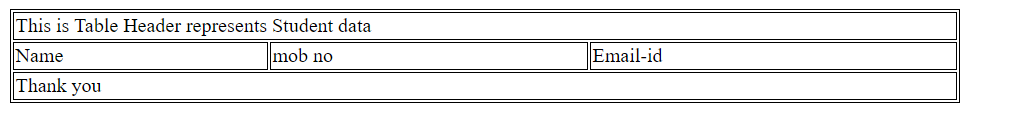 This is Table Header represents Student data
Name mob no Email-id
Thank you